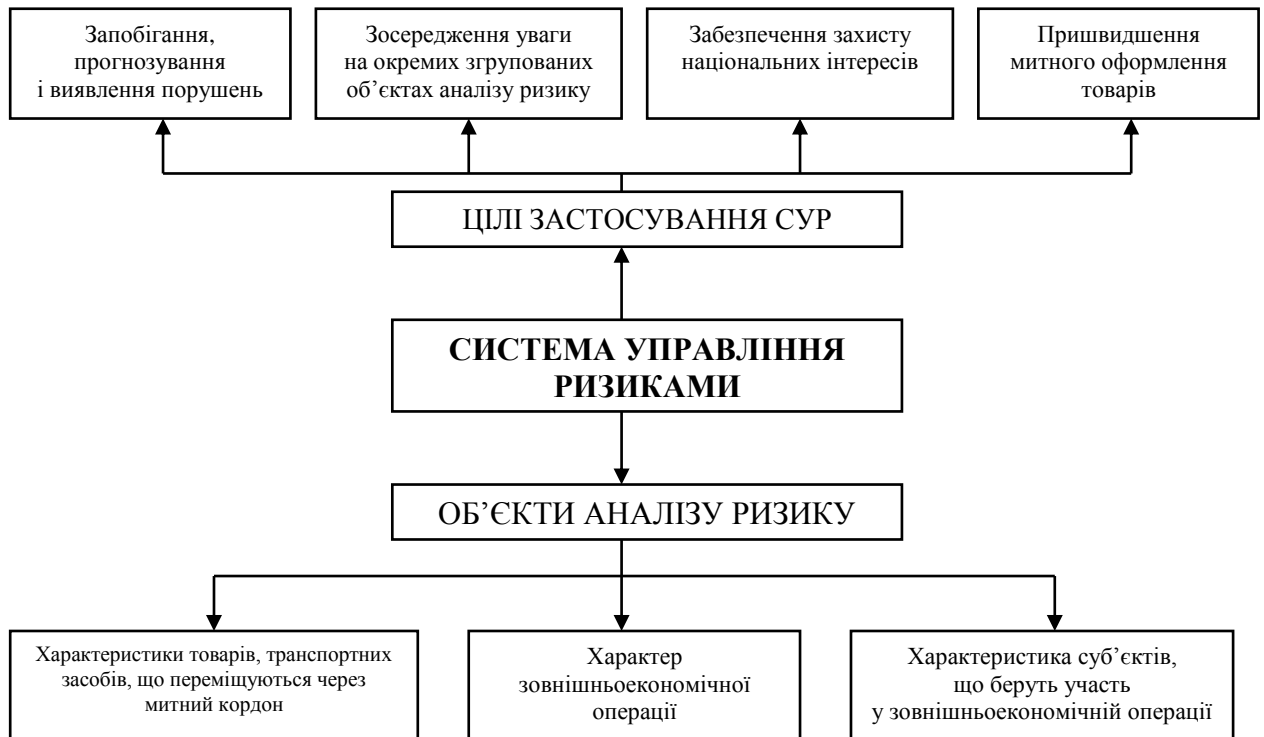 Запобігання,
прогнозування
і виявлення порушень
Зосередження уваги
на окремих згрупованих
об’єктах аналізу ризику
Забезпечення захисту
національних інтересів
Пришвидшення
митного оформлення
товарів
ЦІЛІ ЗАСТОСУВАННЯ СУР
СИСТЕМА УПРАВЛІННЯ
РИЗИКАМИ
ОБ’ЄКТИ АНАЛІЗУ РИЗИКУ
Характеристики товарів, транспортних
засобів, що переміщуються через
митний кордон
Характер
зовнішньоекономічної
операції
Характеристика суб’єктів,
що беруть участь
у зовнішньоекономічній операції